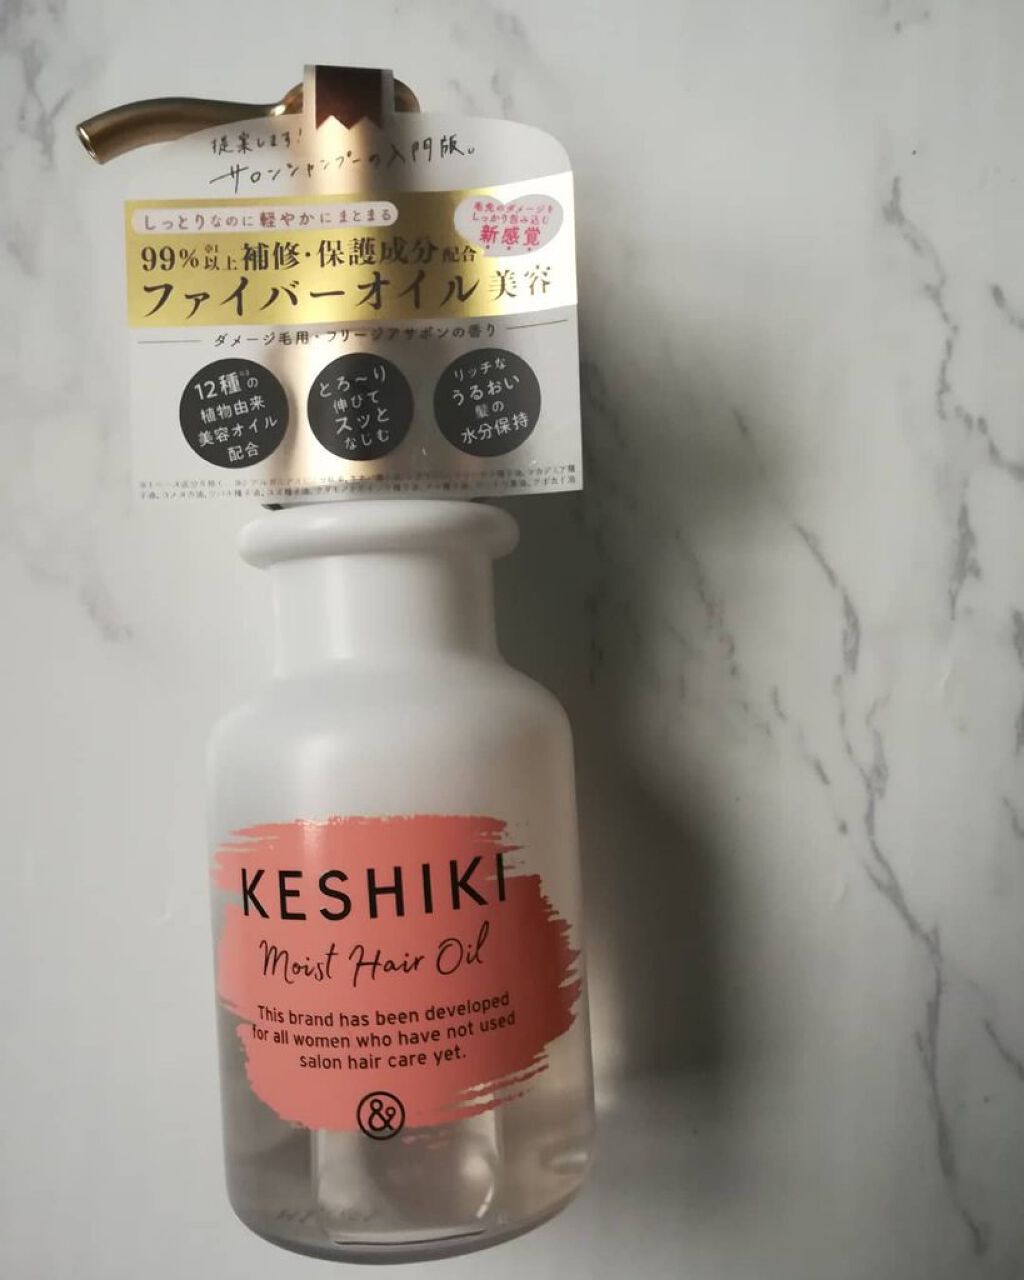 提案します!
サロンシャンプーの入門版。
しっとりなのに軽やかにまとまる
毛先のダメージを
しっかり包み込む
新感覚
99%※1以上補修・保護成分配合
ファイバーオイル美容
ダメージ毛用・フリージアサボンの香り
12種※2の
植物由来
美容オイル
配合
とろ〜り
伸びて
スッと
なじむ
リッチな
うるおい
髪の
水分保持
KESHIKI
Moist Hair Oil
This brand has been developed
for all women who have not used
salon hair care yet.
&